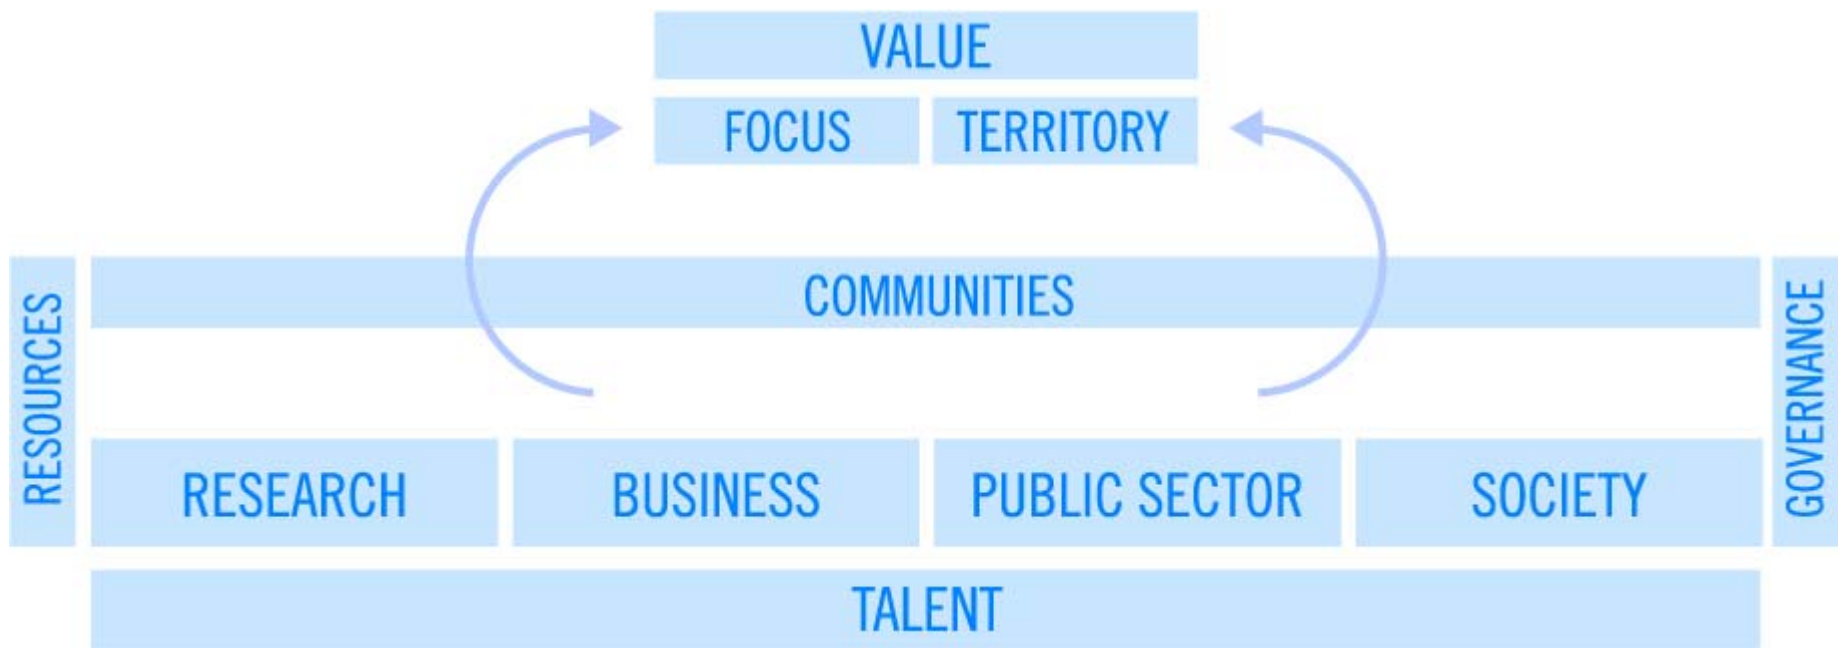 VALUE
FOCUS
TERRITORY
RESOURCES
COMMUNITIES
GOVERNANCE
RESEARCH
BUSINESS
PUBLIC SECTOR
SOCIETY
TALENT